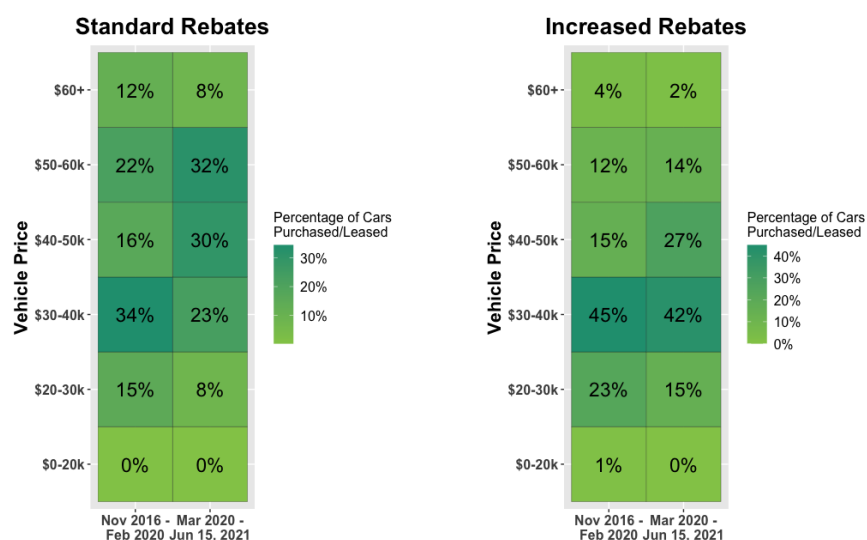 Standard Rebates
Vehicle Price
$60+
12%
8%
$50-60k
22%
32%
$40-50k
16%
30%
$30-40k
34%
23%
$20-30k
15%
8%
$0-20k
0%
0%
Nov 2016 -
Feb 2020
Mar 2020 -
Jun 15, 2021
Percentage of Cars
Purchased/Leased
30%
20%
10%
Increased Rebates
Vehicle Price
$60+
4%
2%
$50-60k
12%
14%
$40-50k
15%
27%
$30-40k
45%
42%
$20-30k
23%
15%
$0-20k
1%
0%
Nov 2016 -
Feb 2020
Mar 2020 -
Jun 15, 2021
Percentage of Cars
Purchased/Leased
40%
30%
20%
10%
0%